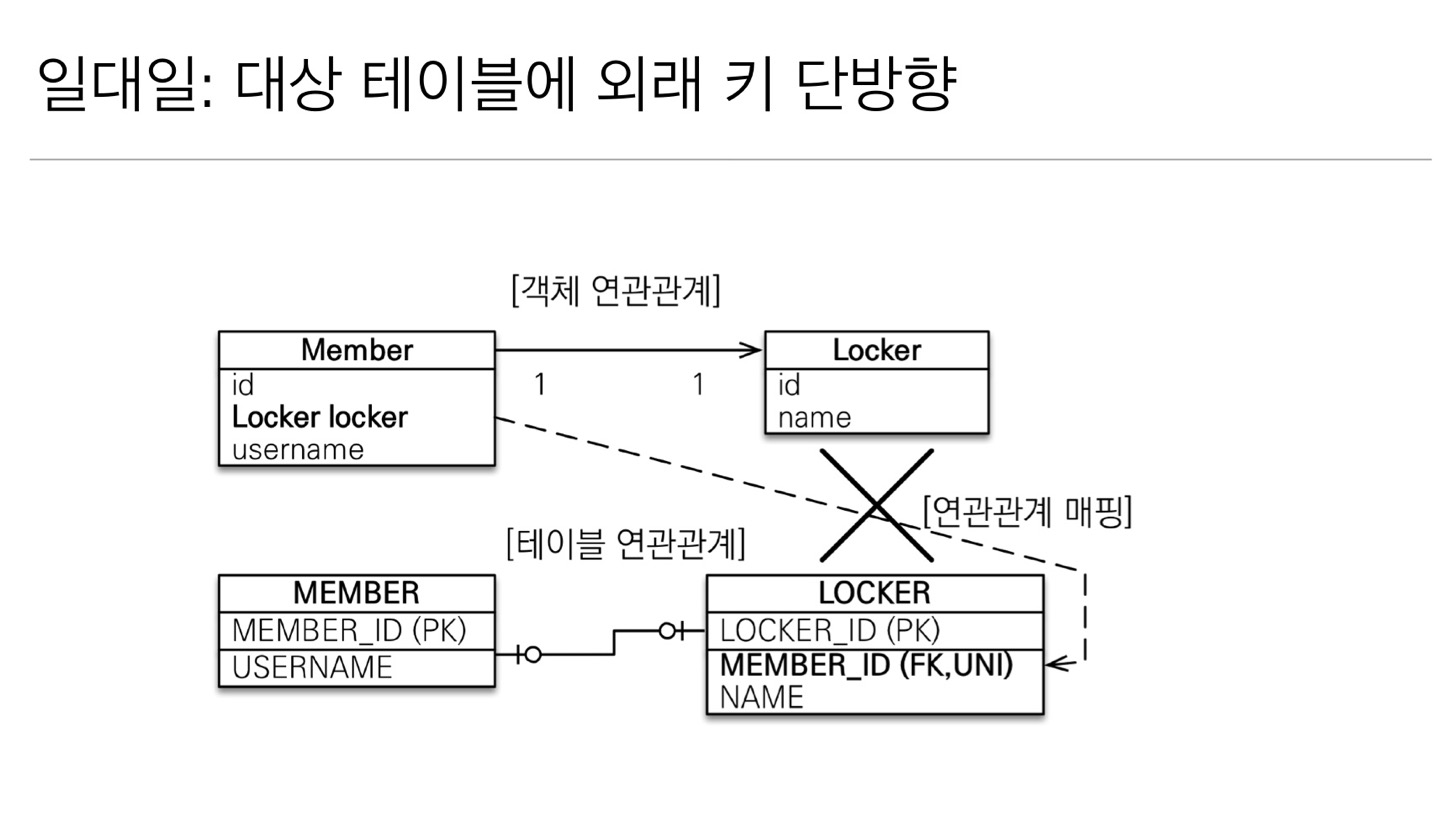 일대일: 대상 테이블에 외래 키 단방향
[객체 연관관계]
Member
id
Locker locker
username
1
1
Locker
id
name
[연관관계 매핑]
[테이블 연관관계]
MEMBER
MEMBER_ID (PK)
USERNAME
LOCKER
LOCKER_ID (PK)
MEMBER_ID (FK,UNI)
NAME